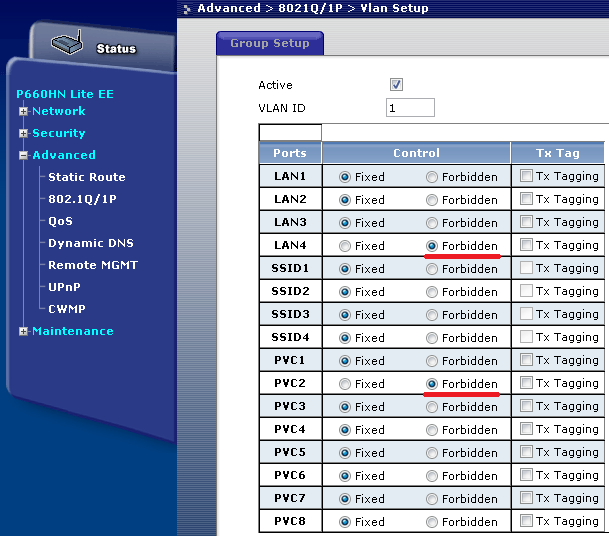 Advanced > 8021Q/1P > Vlan Setup
Status
P660HN Lite EE
Network
Security
Advanced
Static Route
802.1Q/1P
QoS
Dynamic DNS
Remote MGMT
UPnP
CWMP
Maintenance
Group Setup
Active
VLAN ID 1
Ports Control Tx Tag
LAN1 Fixed Forbidden Tx Tagging
LAN2 Fixed Forbidden Tx Tagging
LAN3 Fixed Forbidden Tx Tagging
LAN4 Fixed Forbidden Tx Tagging
SSID1 Fixed Forbidden Tx Tagging
SSID2 Fixed Forbidden Tx Tagging
SSID3 Fixed Forbidden Tx Tagging
SSID4 Fixed Forbidden Tx Tagging
PVC1 Fixed Forbidden Tx Tagging
PVC2 Fixed Forbidden Tx Tagging
PVC3 Fixed Forbidden Tx Tagging
PVC4 Fixed Forbidden Tx Tagging
PVC5 Fixed Forbidden Tx Tagging
PVC6 Fixed Forbidden Tx Tagging
PVC7 Fixed Forbidden Tx Tagging
PVC8 Fixed Forbidden Tx Tagging